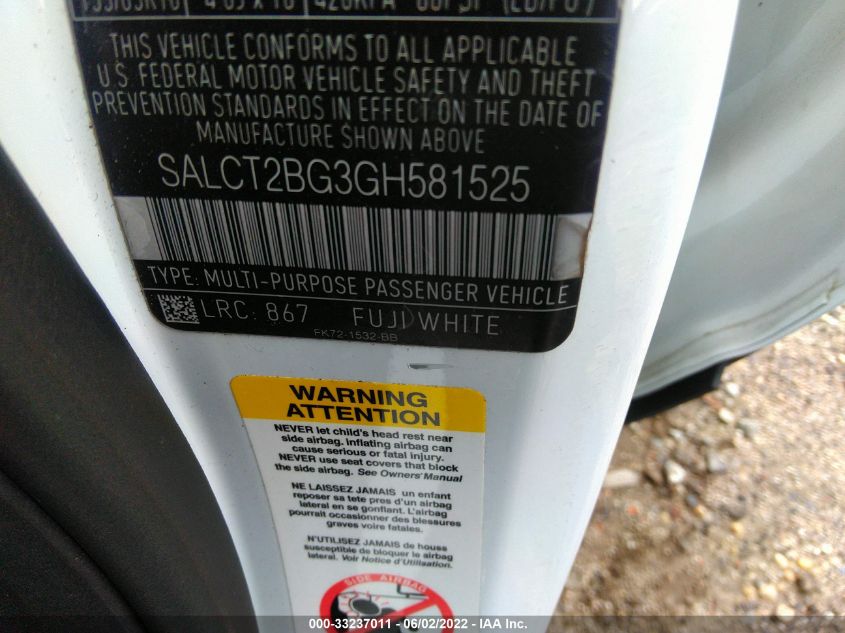 THIS VEHICLE CONFORMS TO ALL APPLICABLE
U.S. FEDERAL MOTOR VEHICLE SAFETY AND THEFT
PREVENTION STANDARDS IN EFFECT ON THE DATE OF
MANUFACTURE SHOWN ABOVE
SALCT2BG3GH581525
TYPE: MULTI-PURPOSE PASSENGER VEHICLE
LRC: 867 FUJI WHITE
FK72-1532-BB
WARNING
ATTENTION
NEVER let child's head rest near
side airbag. inflating airbag can
cause serious or fatal injury.
NEVER use seat covers that block
the side airbag. See Owners' Manual
NE LAISSEZ JAMAIS un enfant
reposer sa tete pres d'un airbag
lateral en se gonflant. L'airbag
pourrait occasionner des blessures
graves voire fatales.
N'UTILISEZ JAMAIS de houss
susceptible de bloquer le airbag
lateral. Voir Notice d'Utilisation.
SIDE AIRBAG
000-33237011 - 06/02/2022 - IAA Inc.